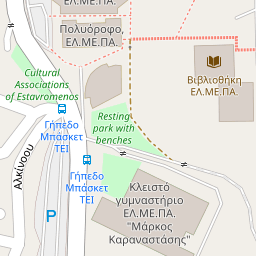 ΕΛ.ΜΕ.ΠΑ.
Πολυόροφο,
ΕΛ.ΜΕ.ΠΑ.
Βιβλιοθήκη
ΕΛ.ΜΕ.ΠΑ.
Cultural
Associations
of Estavromenos
Γήπεδο
Μπάσκετ
ΤΕΙ
Resting
park with
benches
Αλκίνοου
Γήπεδο
Μπάσκετ
ΤΕΙ
Κλειστό
γυμναστήριο
ΕΛ.ΜΕ.ΠΑ.
"Μάρκος
Καραναστάσης"
P